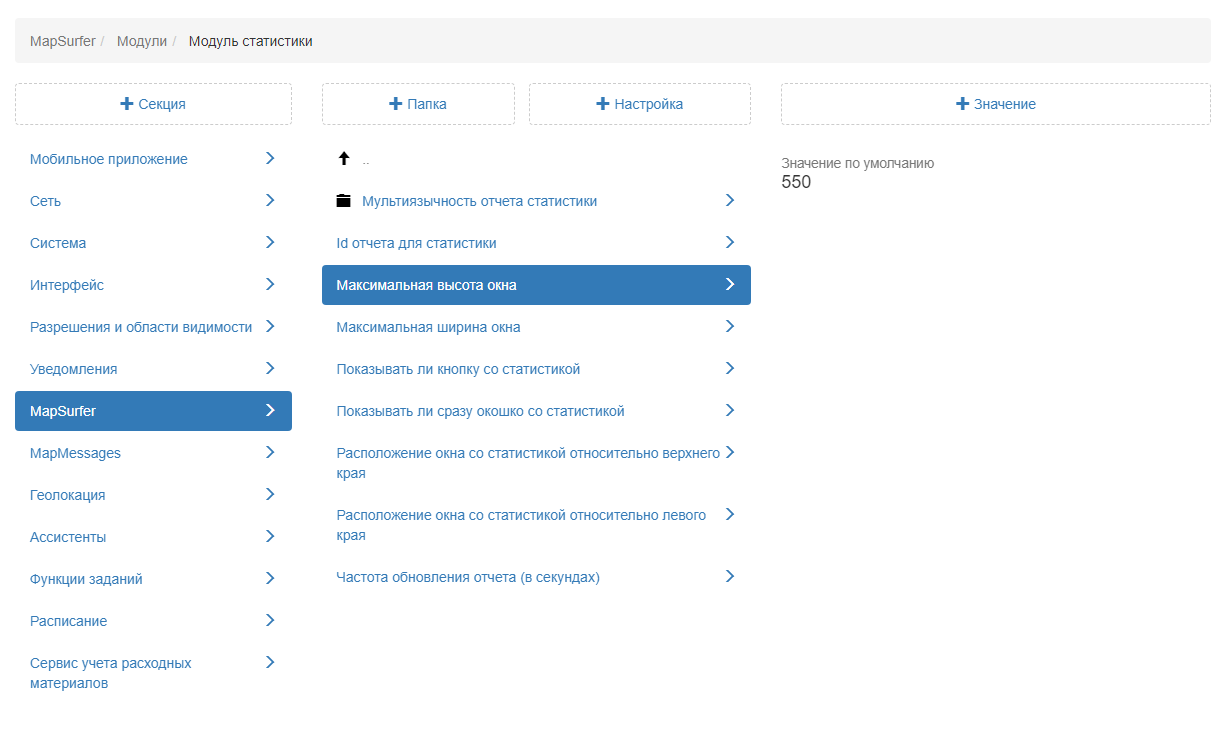 MapSurfer / Модули / Модуль статистики
Секция
Папка
Настройка
Значение
Мобильное приложение
Сеть
Система
Интерфейс
Разрешения и области видимости
Уведомления
MapSurfer
MapMessages
Геолокация
Ассистенты
Функции заданий
Расписание
Сервис учета расходных
материалов
..
Мультиязычность отчета статистики
Id отчета для статистики
Максимальная высота окна
Максимальная ширина окна
Показывать ли кнопку со статистикой
Показывать ли сразу окошко со статистикой
Расположение окна со статистикой относительно верхнего
края
Расположение окна со статистикой относительно левого
края
Частота обновления отчета (в секундах)
Значение по умолчанию
550